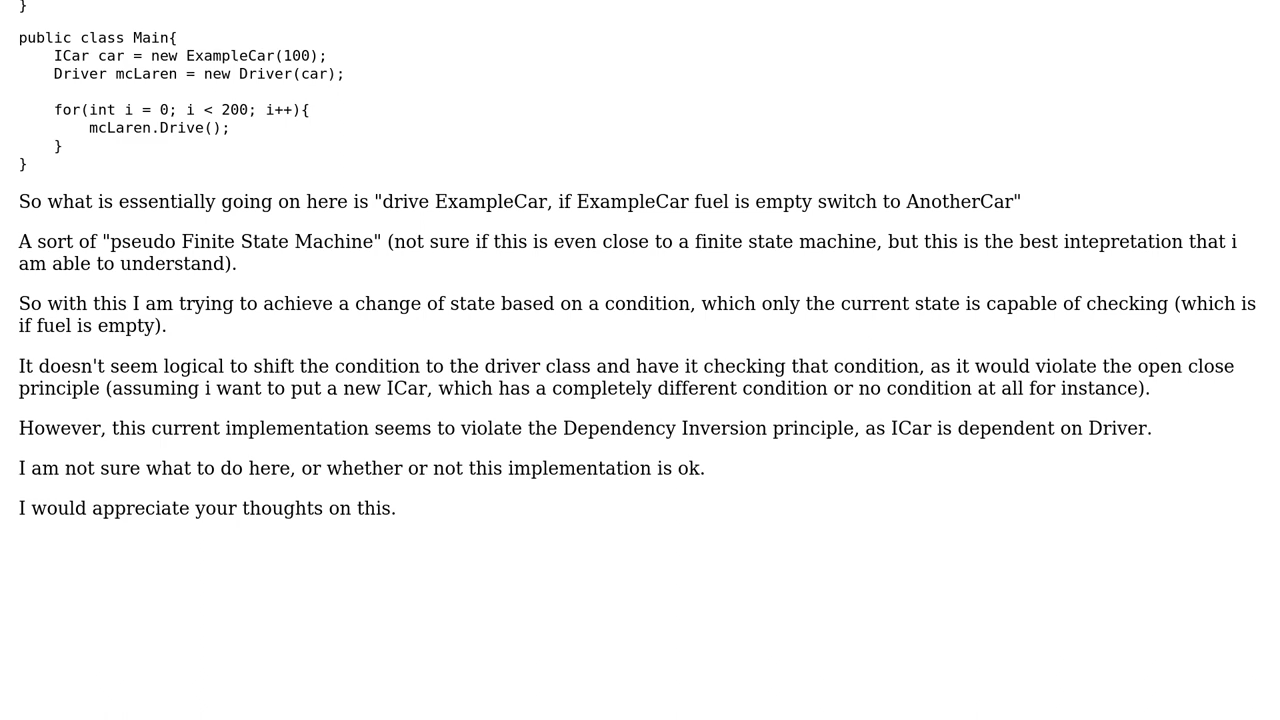 }
public class Main{
    ICar car = new ExampleCar(100);
    Driver mcLaren = new Driver(car);
    for(int i = 0; i < 200; i++){
        mcLaren.Drive();
    }
}
So what is essentially going on here is "drive ExampleCar, if ExampleCar fuel is empty switch to AnotherCar"
A sort of "pseudo Finite State Machine" (not sure if this is even close to a finite state machine, but this is the best intepretation that i
am able to understand).
So with this I am trying to achieve a change of state based on a condition, which only the current state is capable of checking (which is
if fuel is empty).
It doesn't seem logical to shift the condition to the driver class and have it checking that condition, as it would violate the open close
principle (assuming i want to put a new ICar, which has a completely different condition or no condition at all for instance).
However, this current implementation seems to violate the Dependency Inversion principle, as ICar is dependent on Driver.
I am not sure what to do here, or whether or not this implementation is ok.
I would appreciate your thoughts on this.